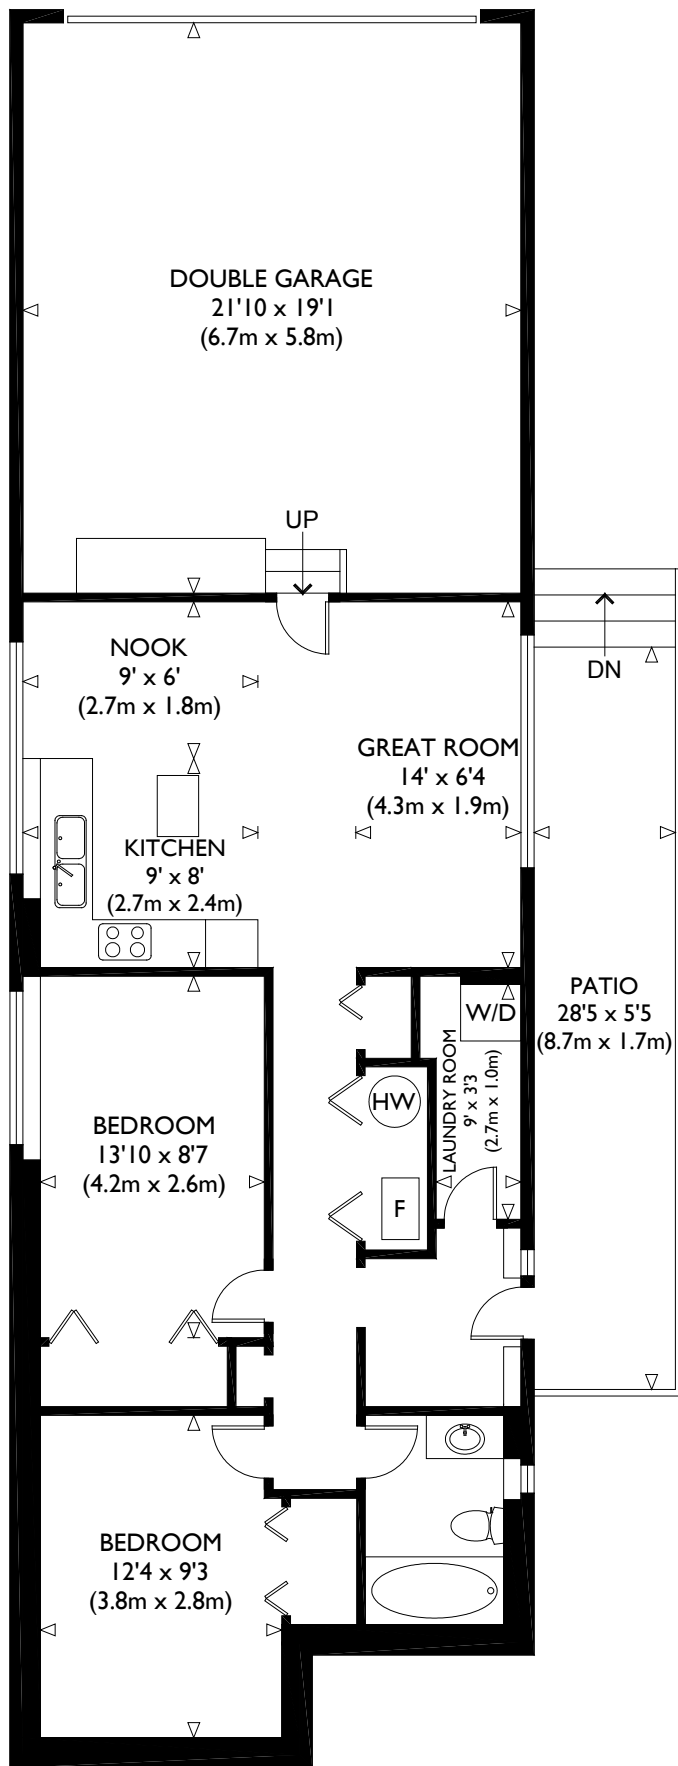 DOUBLE GARAGE
21'10 x 19'1
(6.7m x 5.8m)
UP
NOOK
9' x 6'
(2.7m x 1.8m)
DN
GREAT ROOM
14' x 6'4
(4.3m x 1.9m)
KITCHEN
9' x 8'
(2.7m x 2.4m)
PATIO
28'5 x 5'5
(8.7m x 1.7m)
W/D
LAUNDRY ROOM
9' x 3'3
(2.7m x 1.0m)
HW
BEDROOM
13'10 x 8'7
(4.2m x 2.6m)
F
BEDROOM
12'4 x 9'3
(3.8m x 2.8m)